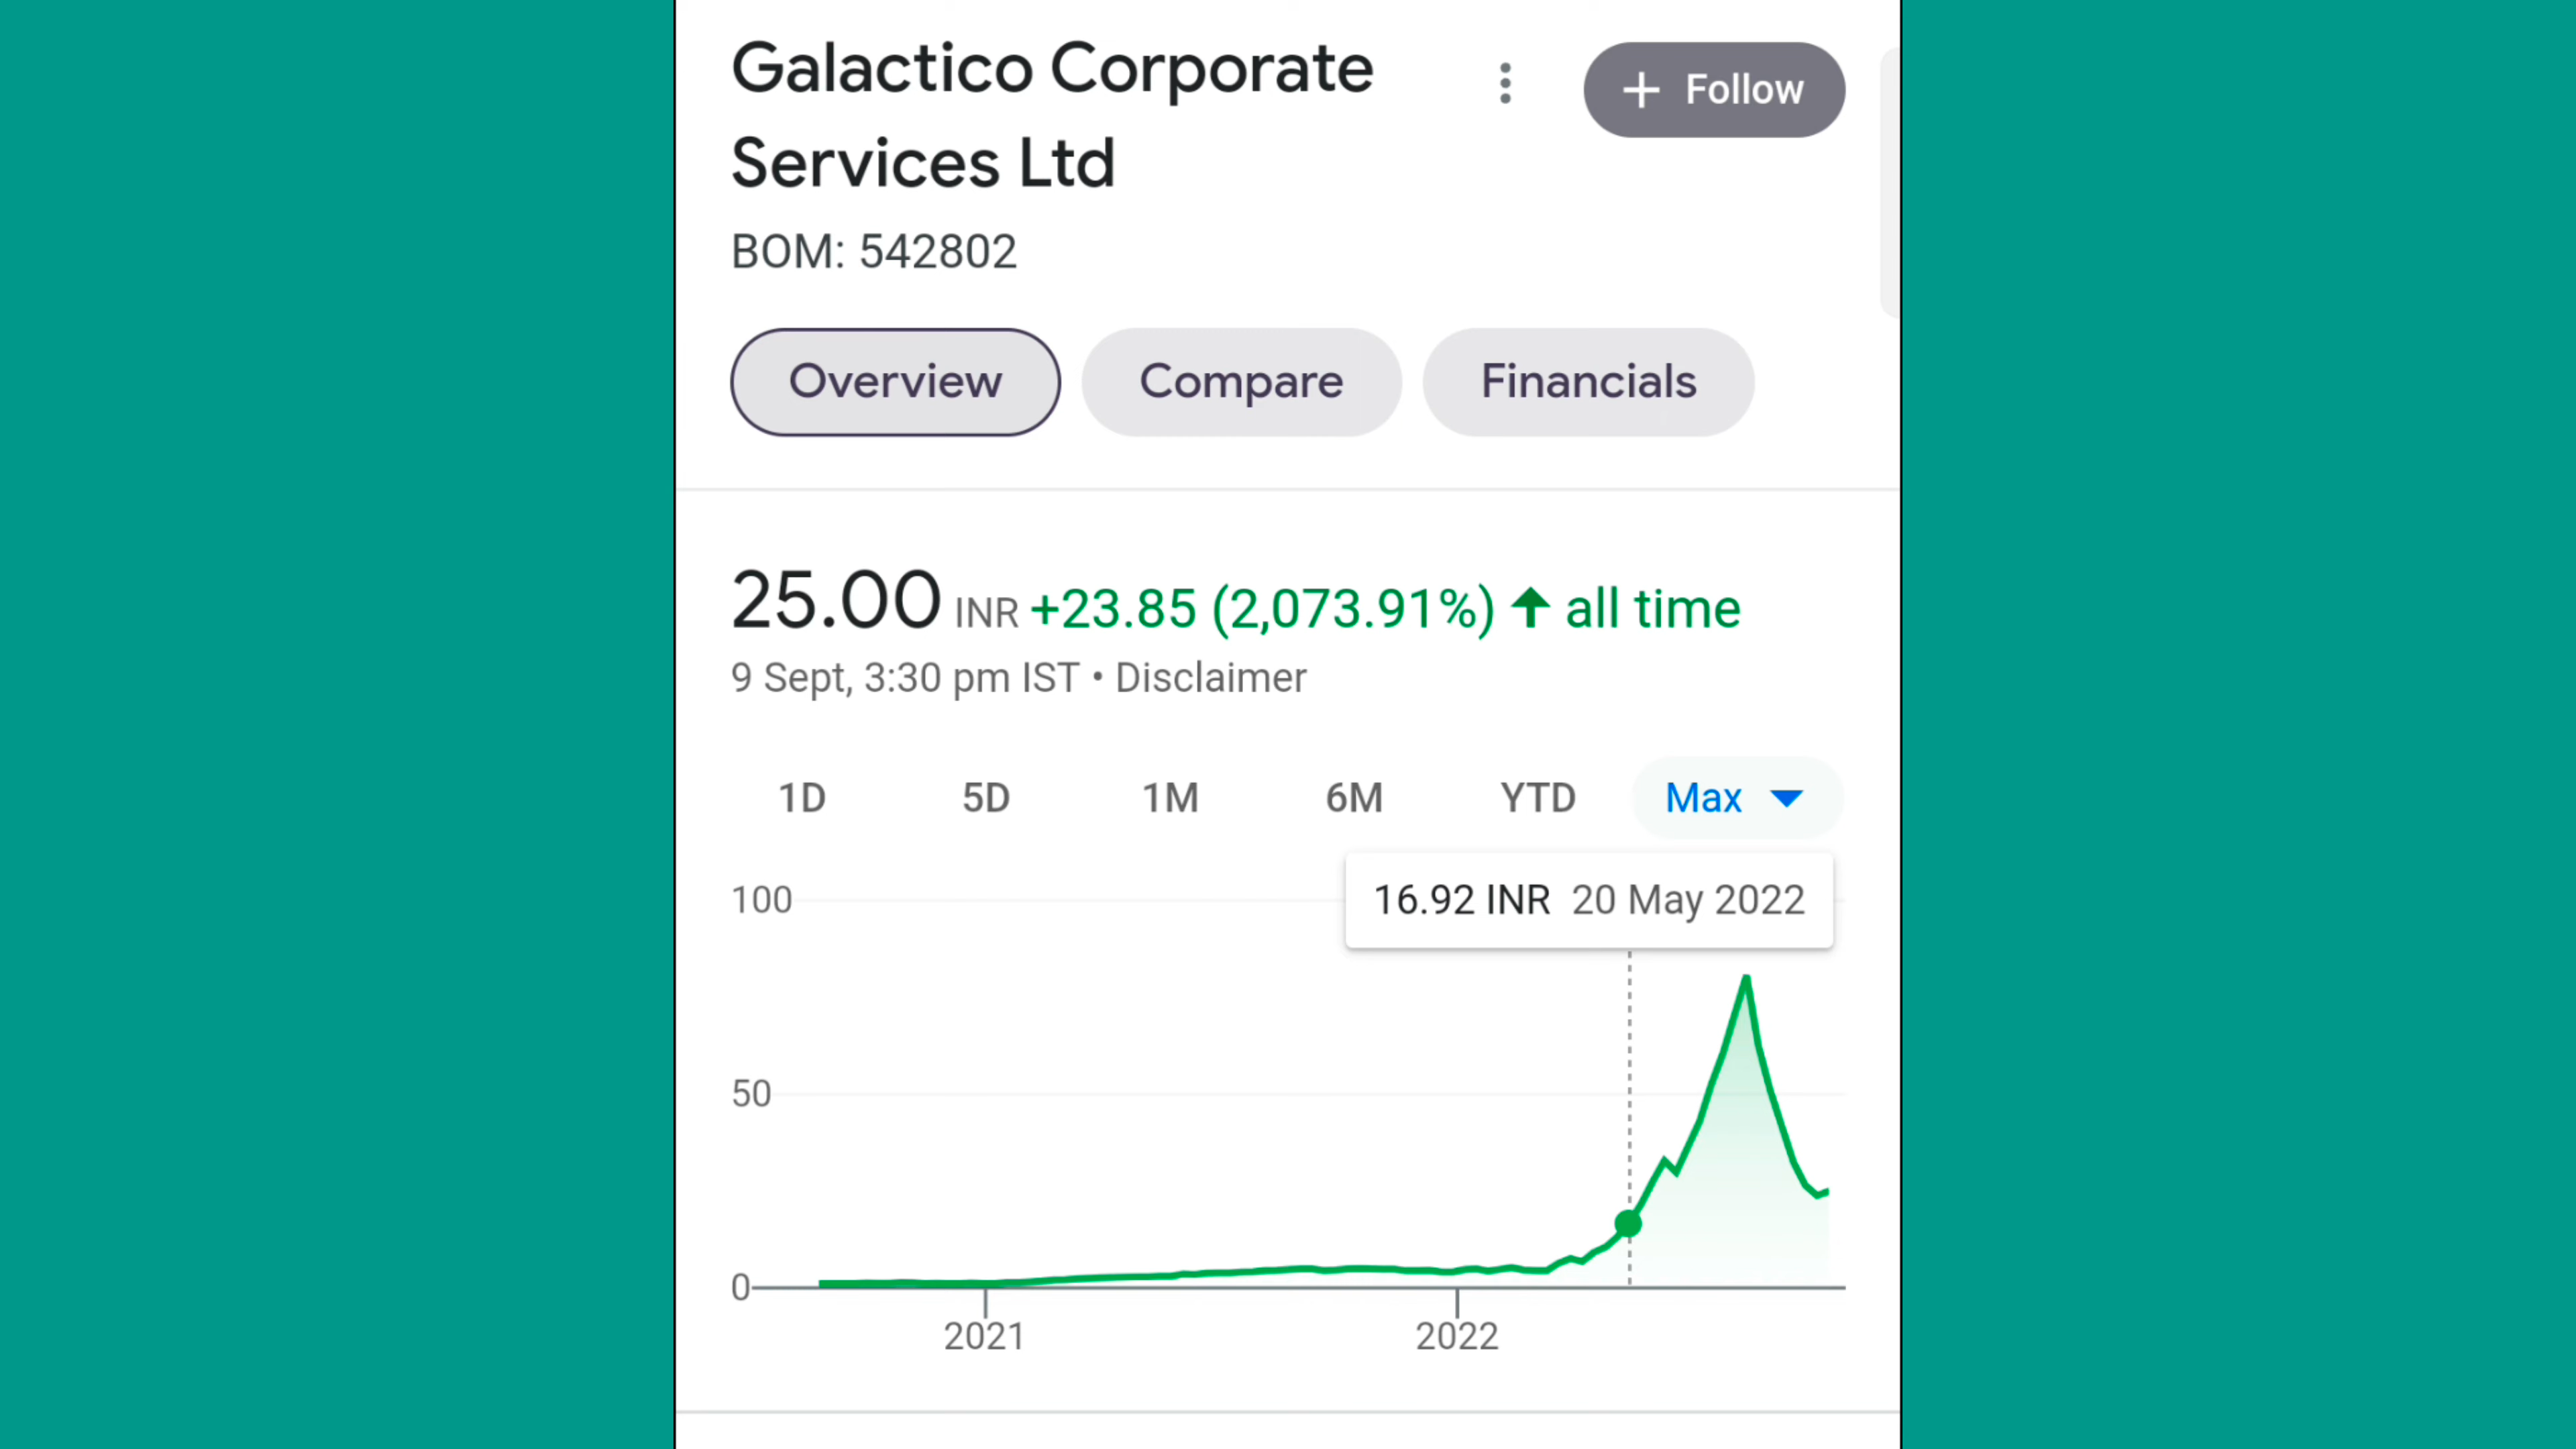 Galactico Corporate
Services Ltd
+ Follow
BOM: 542802
Overview Compare Financials
25.00 INR +23.85 (2,073.91%) ↑ all time
9 Sept, 3:30 pm IST • Disclaimer
1D 5D 1M 6M YTD Max
16.92 INR 20 May 2022
100
50
0
2021 2022